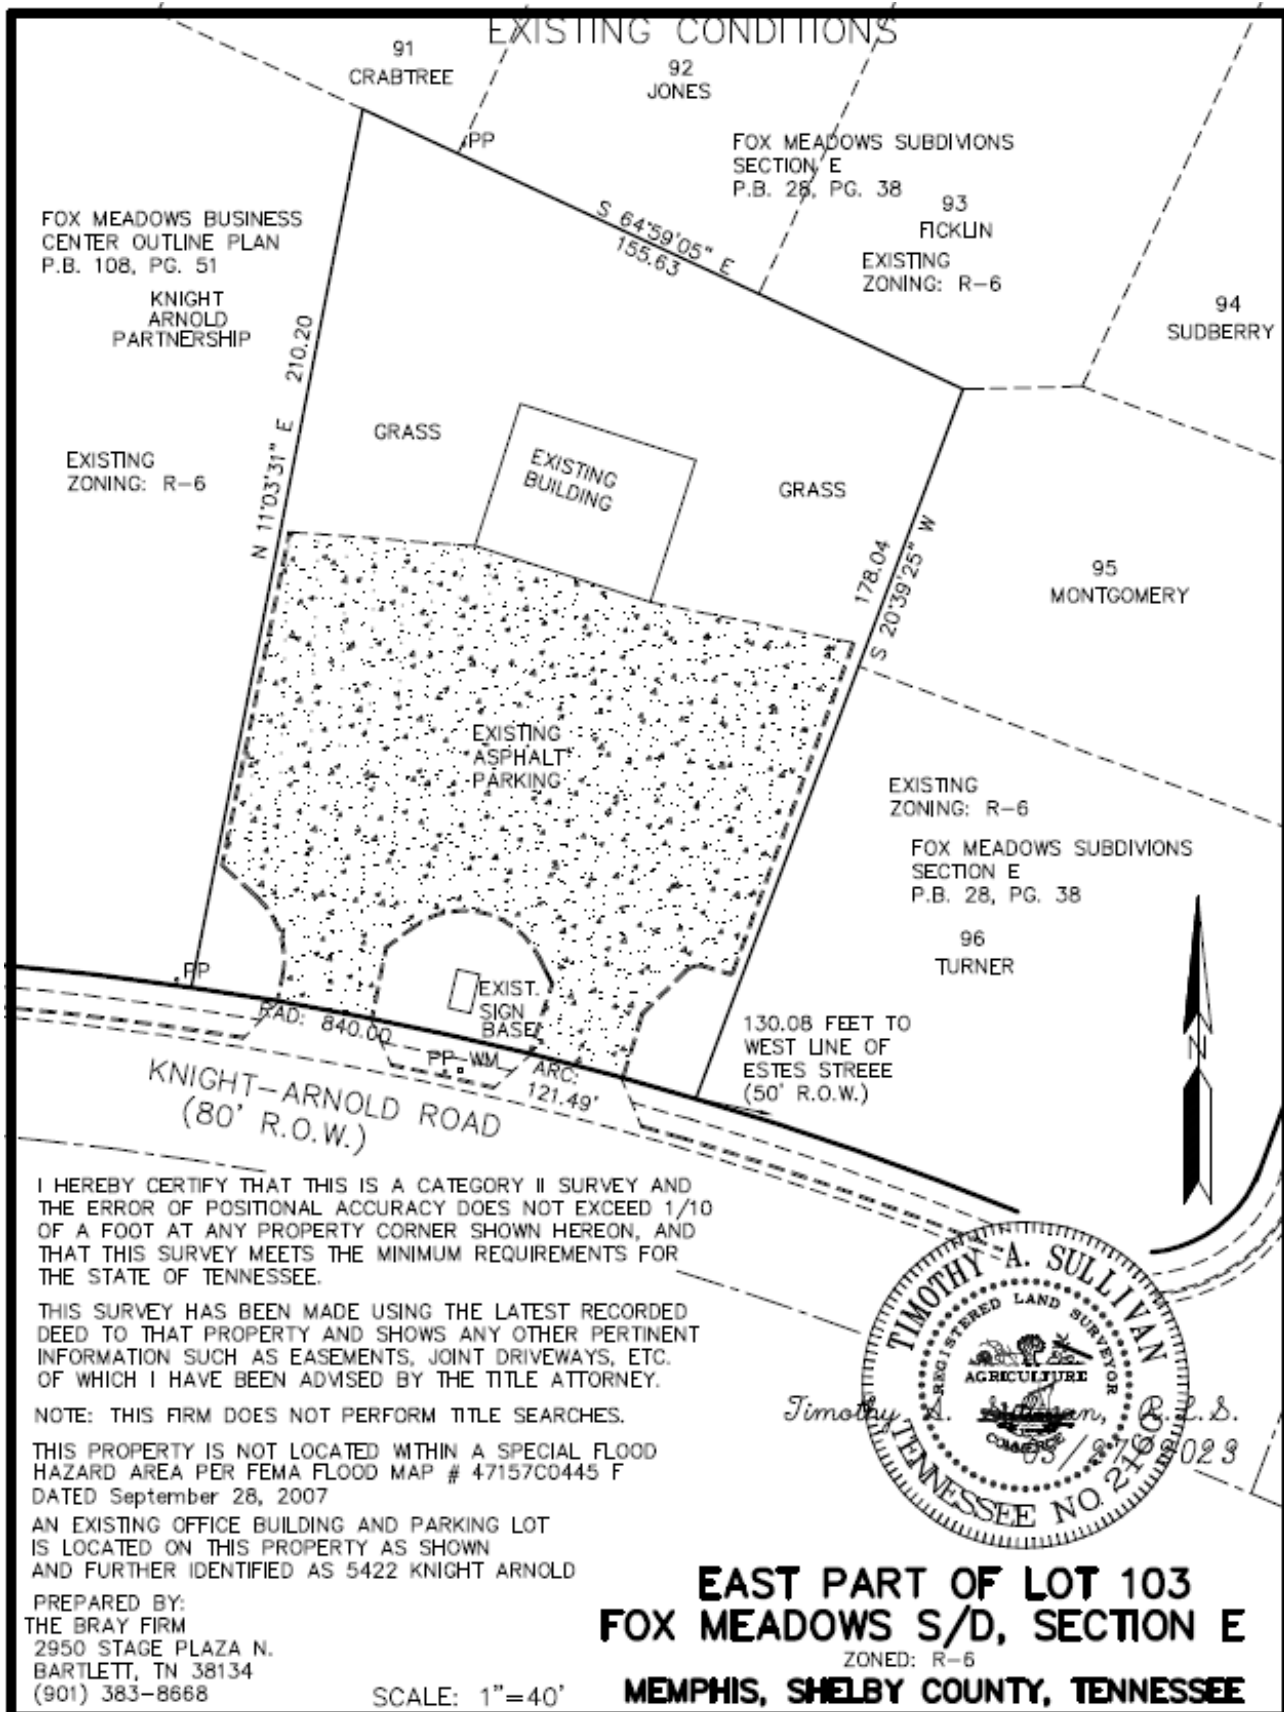 EXISTING CONDITIONS
91
CRABTREE
92
JONES
PP
FOX MEADOWS SUBDIVIONS
SECTION E
P.B. 28, PG. 38
93
FICKLIN
EXISTING
ZONING: R-6
94
SUDBERRY
FOX MEADOWS BUSINESS
CENTER OUTLINE PLAN
P.B. 108, PG. 51
KNIGHT
ARNOLD
PARTNERSHIP
S 64°59'05" E
155.63
N 11°03'31" E 210.20
EXISTING
ZONING: R-6
GRASS
EXISTING
BUILDING
GRASS
178.04
S 20°39'25" W
95
MONTGOMERY
EXISTING
ASPHALT
PARKING
EXISTING
ZONING: R-6
FOX MEADOWS SUBDIVIONS
SECTION E
P.B. 28, PG. 38
96
TURNER
PP
EXIST.
SIGN
BASE
RAD: 840.00
PP WM
ARC:
121.49'
130.08 FEET TO
WEST LINE OF
ESTES STREEE
(50' R.O.W.)
N
KNIGHT-ARNOLD ROAD
(80' R.O.W.)
I HEREBY CERTIFY THAT THIS IS A CATEGORY II SURVEY AND
THE ERROR OF POSITIONAL ACCURACY DOES NOT EXCEED 1/10
OF A FOOT AT ANY PROPERTY CORNER SHOWN HEREON, AND
THAT THIS SURVEY MEETS THE MINIMUM REQUIREMENTS FOR
THE STATE OF TENNESSEE.
THIS SURVEY HAS BEEN MADE USING THE LATEST RECORDED
DEED TO THAT PROPERTY AND SHOWS ANY OTHER PERTINENT
INFORMATION SUCH AS EASEMENTS, JOINT DRIVEWAYS, ETC.
OF WHICH I HAVE BEEN ADVISED BY THE TITLE ATTORNEY.
NOTE: THIS FIRM DOES NOT PERFORM TITLE SEARCHES.
THIS PROPERTY IS NOT LOCATED WITHIN A SPECIAL FLOOD
HAZARD AREA PER FEMA FLOOD MAP # 47157C0445 F
DATED September 28, 2007
AN EXISTING OFFICE BUILDING AND PARKING LOT
IS LOCATED ON THIS PROPERTY AS SHOWN
AND FURTHER IDENTIFIED AS 5422 KNIGHT ARNOLD
PREPARED BY:
THE BRAY FIRM
2950 STAGE PLAZA N.
BARTLETT, TN 38134
(901) 383-8668
SCALE: 1"=40'
TIMOTHY A. SULLIVAN
REGISTERED LAND SURVEYOR
AGRICULTURE
COMMERCE
TENNESSEE NO.
Timothy A. R.L.S.
EAST PART OF LOT 103
FOX MEADOWS S/D, SECTION E
ZONED: R-6
MEMPHIS, SHELBY COUNTY, TENNESSEE